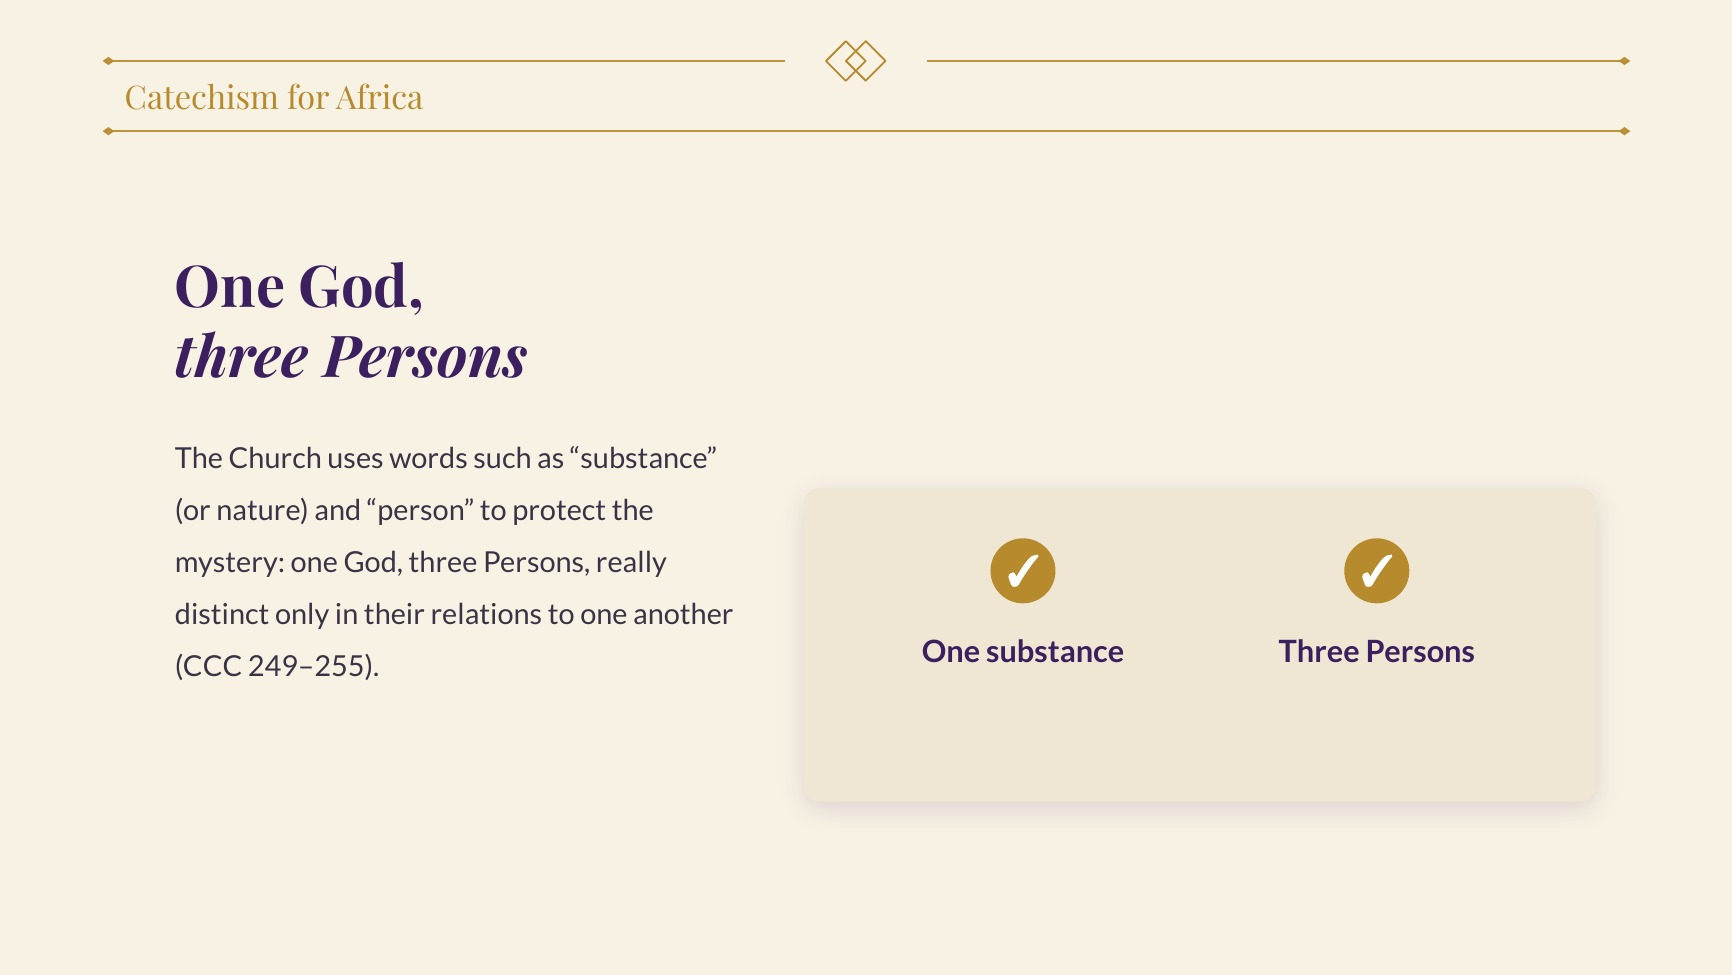 Catechism for Africa
One God,
three Persons
The Church uses words such as “substance”
(or nature) and “person” to protect the
mystery: one God, three Persons, really
distinct only in their relations to one another
(CCC 249–255).
One substance
Three Persons